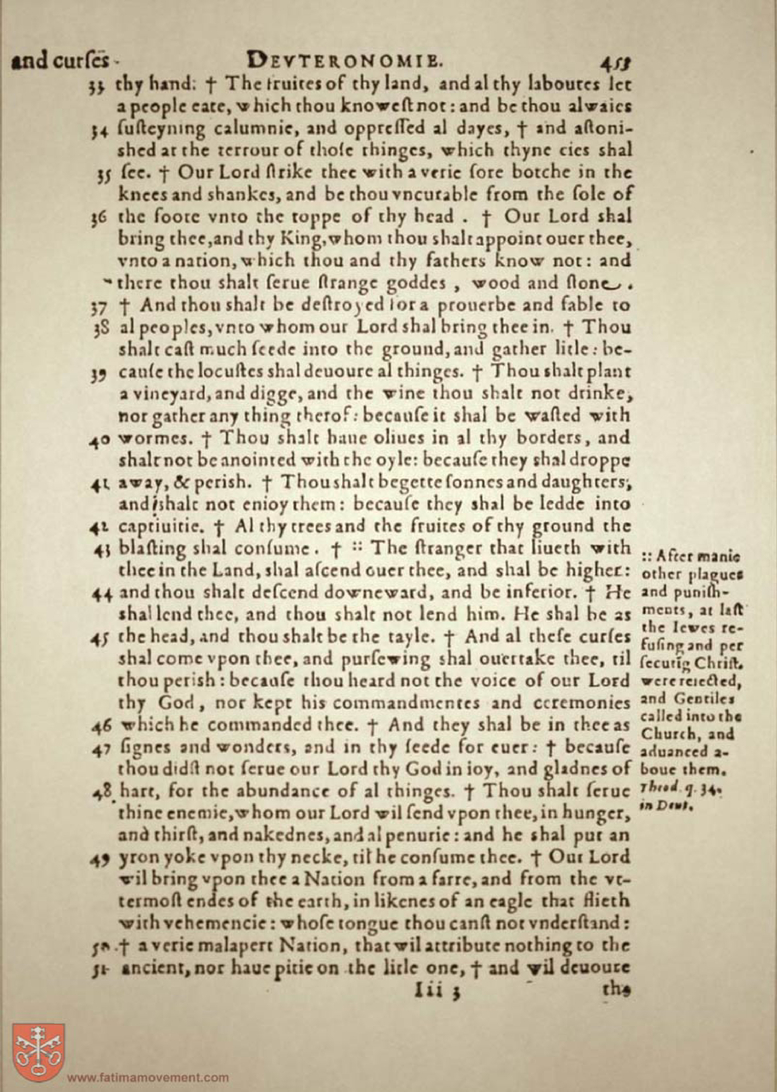 and curſes.
DEVTERONOMIE.
453
33 thy hand: † The fruites of thy land, and al thy laboures let
a people eate, which thou knoweſt not: and be thou alwaies
34 ſuſteyning calumnie, and oppreſſed al dayes, † and aſtoni-
ſhed at the terrour of thoſe thinges, which thyne eies shal
35 ſee. † Our Lord ſtrike thee with a verie ſore botche in the
knees and shankes, and be thou vncurable from the ſole of
36 the foote vnto the toppe of thy head. † Our Lord shal
bring thee, and thy King, whom thou shalt appoint ouer thee,
vnto a nation, which thou and thy fathers know not: and
there thou shalt ſerue ſtrange goddes, wood and ſtone.
37 † And thou shalt be deſtroyed for a prouerbe and fable to
38 al peoples, vnto whom our Lord shal bring thee in. † Thou
shalt caſt much ſeede into the ground, and gather litle: be-
39 cauſe the locuſtes shal deuoure al thinges. † Thou shalt plant
a vineyard, and digge, and the wine thou shalt not drinke,
nor gather any thing therof: becauſe it shal be waſted with
40 wormes. † Thou shalt haue oliues in al thy borders, and
shalt not be anointed with the oyle: becauſe they shal droppe
41 away, & perish. † Thou shalt begette ſonnes and daughters,
and shalt not enioy them: becauſe they shal be ledde into
42 captiuitie. † Al thy trees and the fruites of thy ground the
43 blaſting shal conſume. † :: The ſtranger that liueth with
thee in the Land, shal aſcend ouer thee, and shal be higher:
44 and thou shalt deſcend downeward, and be inferior. † He
shal lend thee, and thou shalt not lend him. He shal be as
45 the head, and thou shalt be the tayle. † And al theſe curſes
shal come vpon thee, and purſewing shal ouertake thee, til
thou perish: becauſe thou heard not the voice of our Lord
thy God, nor kept his commandmentes and ceremonies
46 which he commanded thee. † And they shal be in thee as
47 ſignes and wonders, and in thy ſeede for euer: † becauſe
thou didſt not ſerue our Lord thy God in ioy, and gladnes of
48 hart, for the abundance of al thinges. † Thou shalt ſerue
thine enemie, whom our Lord wil ſend vpon thee, in hunger,
and thirſt, and nakednes, and al penurie: and he shal put an
49 yron yoke vpon thy necke, til he conſume thee. † Our Lord
wil bring vpon thee a Nation from a farre, and from the vt-
termoſt endes of the earth, in likenes of an eagle that flieth
with vehemencie: whoſe tongue thou canſt not vnderſtand:
50 † a verie malapert Nation, that wil attribute nothing to the
51 ancient, nor haue pitie on the litle one, † and wil deuoure
Iii 3
the
:: After manie
other plagues
and puniſh-
ments, at laſt
the Iewes re-
fuſing and per
ſecutĩg Chriſt,
were reiected,
and Gentiles
called into the
Church, and
aduanced a-
boue them.
Theod. q. 34.
in Deut.
www.fatimamovement.com